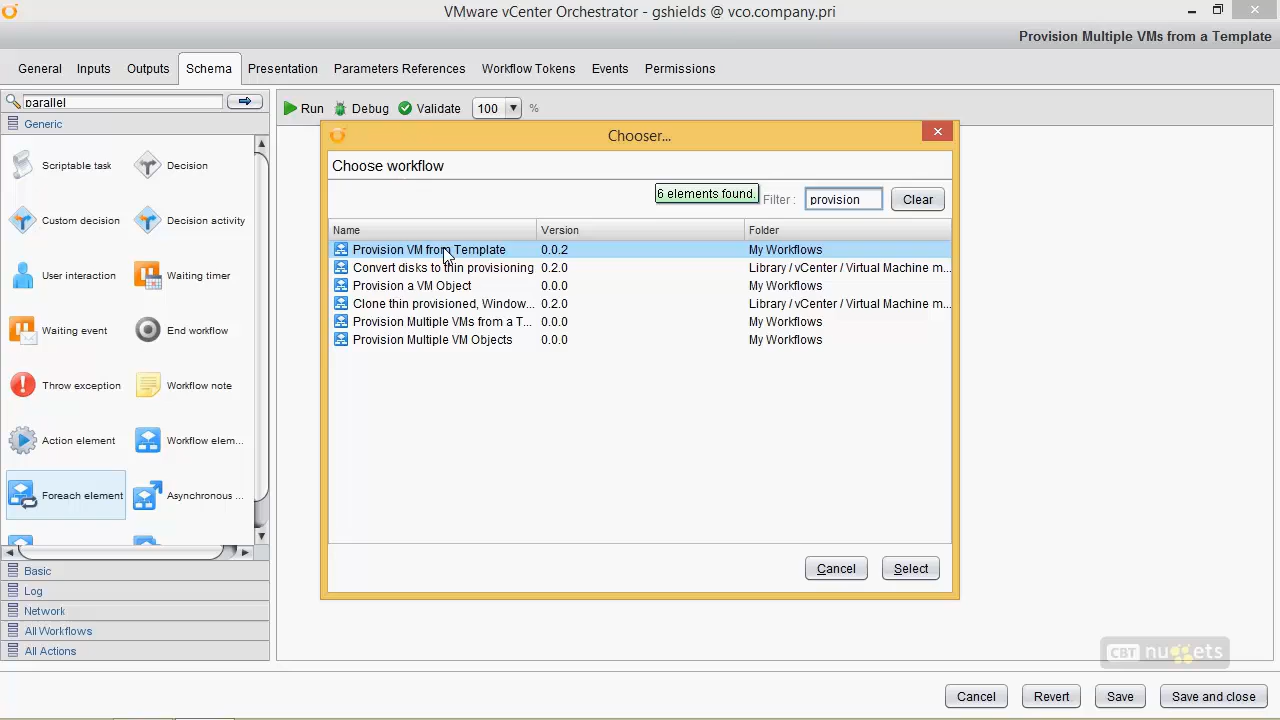 VMware vCenter Orchestrator - gshields @ vco.company.pri
Provision Multiple VMs from a Template
General Inputs Outputs Schema Presentation Parameters References Workflow Tokens Events Permissions
parallel
Run Debug Validate 100 %
Generic
Scriptable task Decision
Custom decision Decision activity
User interaction Waiting timer
Waiting event End workflow
Throw exception Workflow note
Action element Workflow elem...
Foreach element Asynchronous ...
Basic
Log
Network
All Workflows
All Actions
Chooser...
Choose workflow
6 elements found. Filter : provision Clear
Name Version Folder
Provision VM from Template 0.0.2 My Workflows
Convert disks to thin provisioning 0.2.0 Library / vCenter / Virtual Machine m...
Provision a VM Object 0.0.0 My Workflows
Clone thin provisioned, Window... 0.2.0 Library / vCenter / Virtual Machine m...
Provision Multiple VMs from a T... 0.0.0 My Workflows
Provision Multiple VM Objects 0.0.0 My Workflows
Cancel Select
CBT nuggets
Cancel Revert Save Save and close